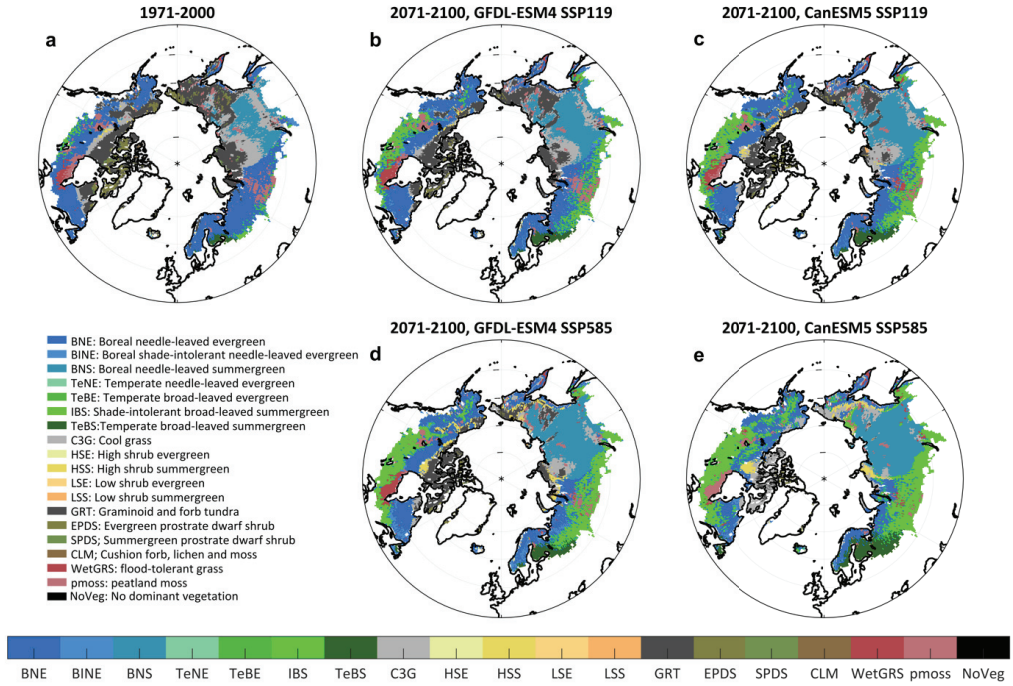 1971-2000
2071-2100, GFDL-ESM4 SSP119
2071-2100, CanESM5 SSP119
a
b
c
2071-2100, GFDL-ESM4 SSP585
2071-2100, CanESM5 SSP585
d
e
BNE: Boreal needle-leaved evergreen
BINE: Boreal shade-intolerant needle-leaved evergreen
BNS: Boreal needle-leaved summergreen
TeNE: Temperate needle-leaved evergreen
TeBE: Temperate broad-leaved evergreen
IBS: Shade-intolerant broad-leaved summergreen
TeBS:Temperate broad-leaved summergreen
C3G: Cool grass
HSE: High shrub evergreen
HSS: High shrub summergreen
LSE: Low shrub evergreen
LSS: Low shrub summergreen
GRT: Graminoid and forb tundra
EPDS: Evergreen prostrate dwarf shrub
SPDS; Summergreen prostrate dwarf shrub
CLM; Cushion forb, lichen and moss
WetGRS: flood-tolerant grass
pmoss: peatland moss
NoVeg: No dominant vegetation
BNE BINE BNS TeNE TeBE IBS TeBS C3G HSE HSS LSE LSS GRT EPDS SPDS CLM WetGRS pmoss NoVeg